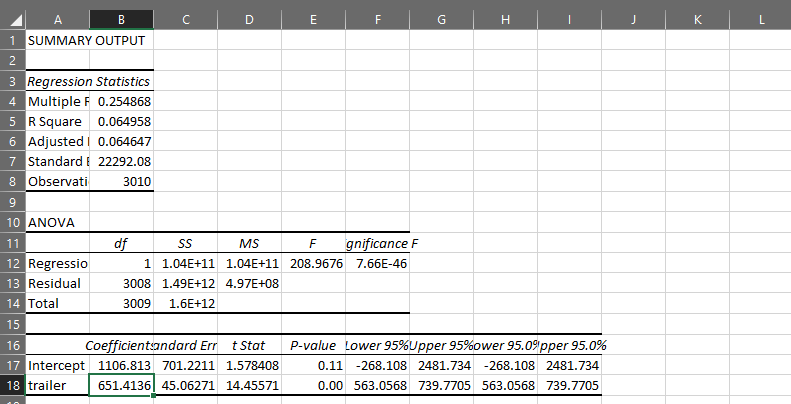 A B C D E F G H I J K L
1 SUMMARY OUTPUT
2
3 Regression Statistics
4 Multiple F 0.254868
5 R Square 0.064958
6 Adjusted 0.064647
7 Standard E 22292.08
8 Observati 3010
9
10 ANOVA
11 df SS MS F gnificance F
12 Regressio 1 1.04E+11 1.04E+11 208.9676 7.66E-46
13 Residual 3008 1.49E+12 4.97E+08
14 Total 3009 1.6E+12
15
16 Coefficients andard Err t Stat P-value Lower 95% Upper 95% ower 95.0% pper 95.0%
17 Intercept 1106.813 701.2211 1.578408 0.11 -268.108 2481.734 -268.108 2481.734
18 trailer 651.4136 45.06271 14.45571 0.00 563.0568 739.7705 563.0568 739.7705